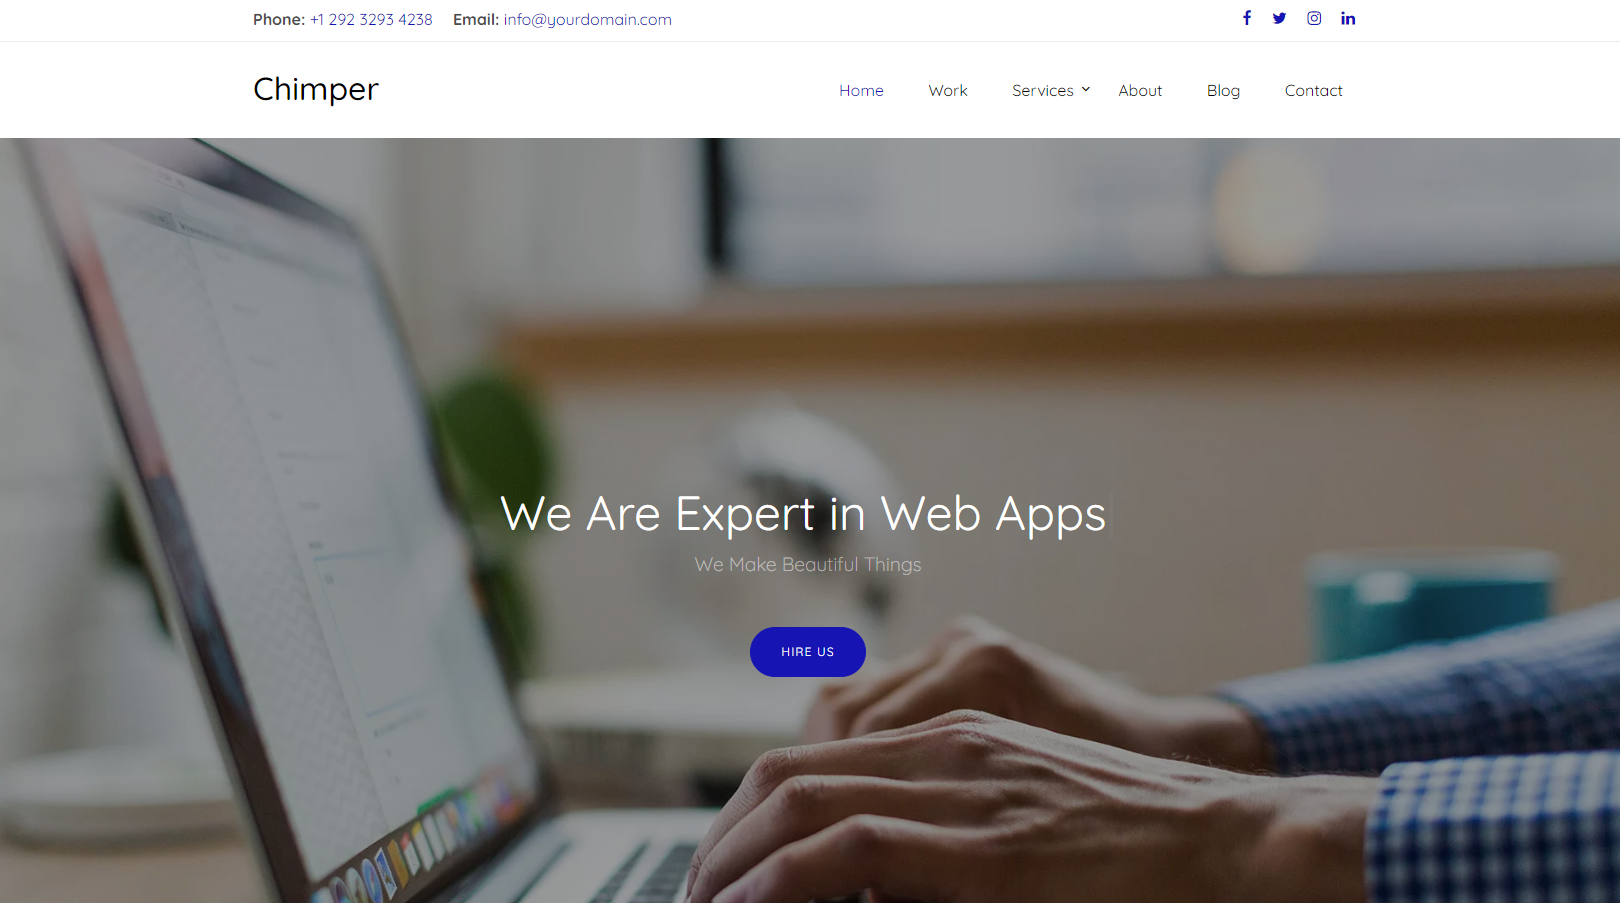 Phone: +1 292 3293 4238 Email: info@yourdomain.com
Chimper
Home Work Services About Blog Contact
We Are Expert in Web Apps
We Make Beautiful Things
HIRE US